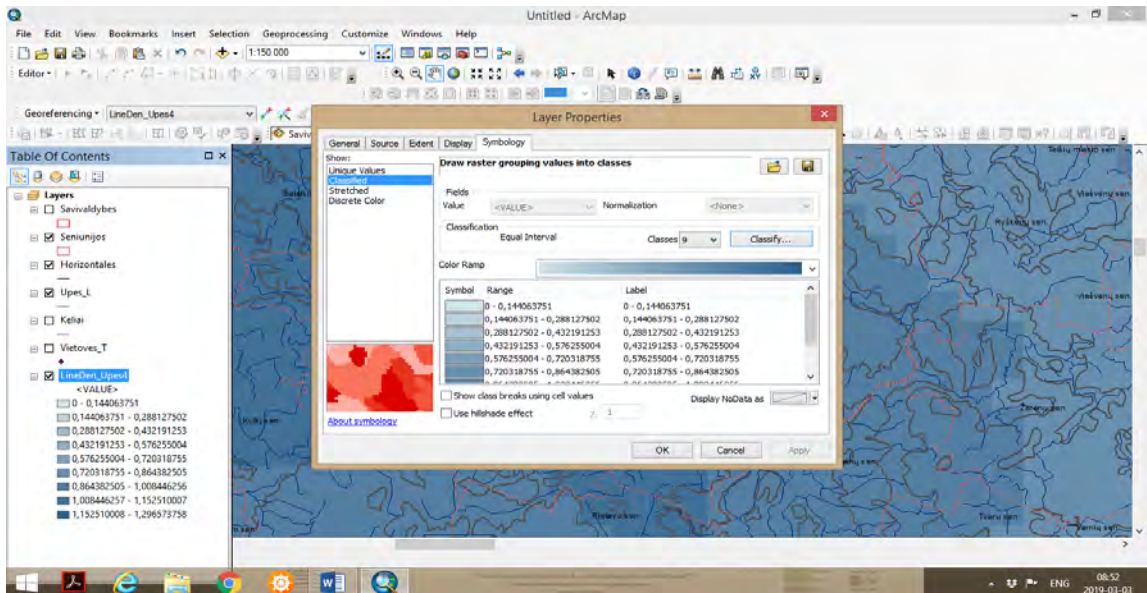 Untitled - ArcMap
File Edit View Bookmarks Insert Selection Geoprocessing Customize Windows Help
1:150 000
Editor
Georeferencing LineDen_Upes4
Saviv
Table Of Contents
Layers
Savivaldybes
Seniunijos
Horizontales
Upes_L
Keliai
Vietoves_T
LineDen_Upes4
<VALUE>
0 - 0,144063751
0,144063751 - 0,288127502
0,288127502 - 0,432191253
0,432191253 - 0,576255004
0,576255004 - 0,720318755
0,720318755 - 0,864382505
0,864382505 - 1,008446256
1,008446257 - 1,152510007
1,152510008 - 1,296573758
Layer Properties
General Source Extent Display Symbology
Show:
Unique Values
Classified
Stretched
Discrete Color
About symbology
Draw raster grouping values into classes
Fields
Value <VALUE> Normalization <None>
Classification
Equal Interval Classes 9 Classify...
Color Ramp
Symbol Range Label
0 - 0,144063751 0 - 0,144063751
0,144063751 - 0,288127502 0,144063751 - 0,288127502
0,288127502 - 0,432191253 0,288127502 - 0,432191253
0,432191253 - 0,576255004 0,432191253 - 0,576255004
0,576255004 - 0,720318755 0,576255004 - 0,720318755
0,720318755 - 0,864382505 0,720318755 - 0,864382505
Show class breaks using cell values Display NoData as
Use hillshade effect Z: 1
OK Cancel Apply
Tverų sen
Varnių sen
ENG 08:52
2019-03-03